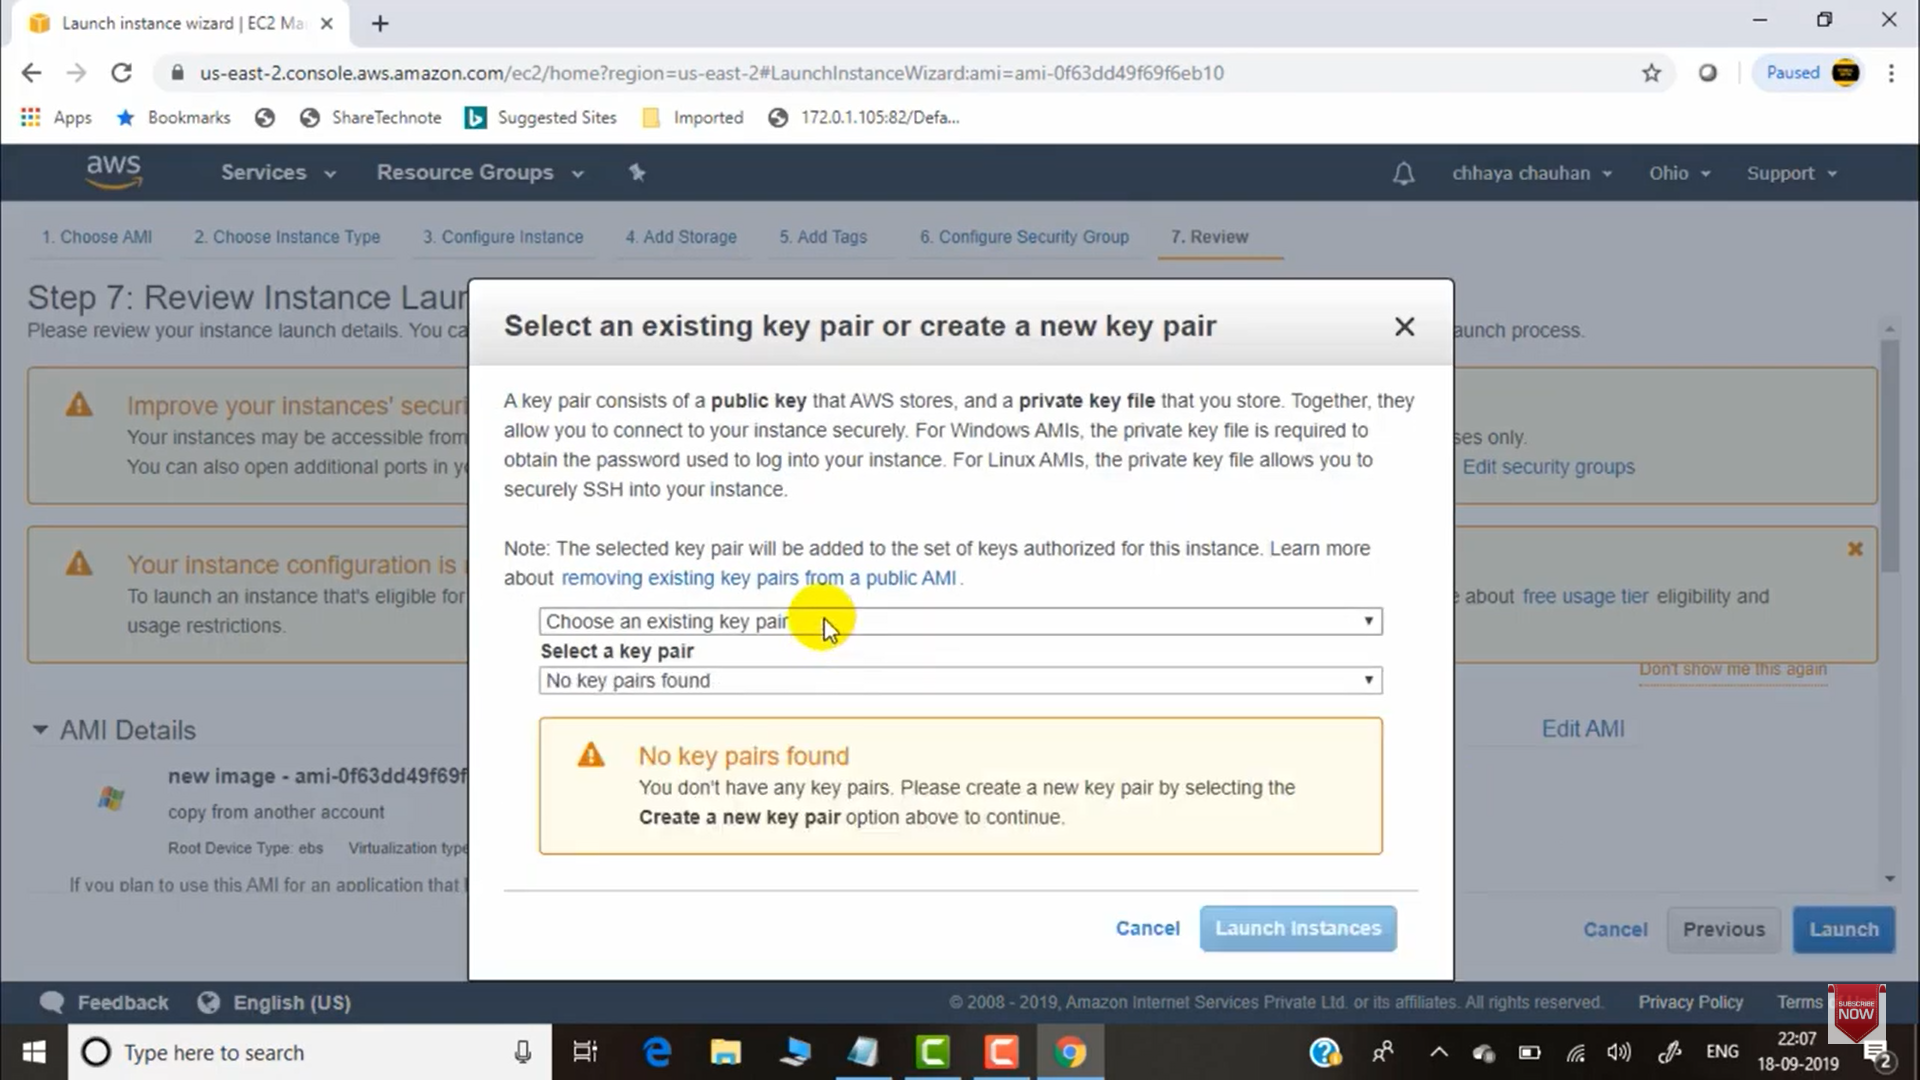 Launch instance wizard | EC2 Ma
us-east-2.console.aws.amazon.com/ec2/home?region=us-east-2#LaunchInstanceWizard:ami=ami-0f63dd49f69f6eb10
Paused
Apps
Bookmarks
ShareTechnote
Suggested Sites
Imported
172.0.1.105:82/Defa...
aws
Services
Resource Groups
chhaya chauhan
Ohio
Support
1. Choose AMI
2. Choose Instance Type
3. Configure Instance
4. Add Storage
5. Add Tags
6. Configure Security Group
7. Review
Step 7: Review Instance Laun
Please review your instance launch details. You ca
aunch process.
Improve your instances' securi
Your instances may be accessible from
You can also open additional ports in yo
ses only.
Edit security groups
Your instance configuration is
To launch an instance that's eligible for
usage restrictions.
e about free usage tier eligibility and
Don't show me this again
AMI Details
Edit AMI
new image - ami-0f63dd49f69f
copy from another account
Root Device Type: ebs
Virtualization type
If you plan to use this AMI for an application that
Select an existing key pair or create a new key pair
A key pair consists of a public key that AWS stores, and a private key file that you store. Together, they
allow you to connect to your instance securely. For Windows AMIs, the private key file is required to
obtain the password used to log into your instance. For Linux AMIs, the private key file allows you to
securely SSH into your instance.
Note: The selected key pair will be added to the set of keys authorized for this instance. Learn more
about removing existing key pairs from a public AMI .
Choose an existing key pair
Select a key pair
No key pairs found
No key pairs found
You don't have any key pairs. Please create a new key pair by selecting the
Create a new key pair option above to continue.
Cancel
Launch Instances
Cancel
Previous
Launch
Feedback
English (US)
© 2008 - 2019, Amazon Internet Services Private Ltd. or its affiliates. All rights reserved.
Privacy Policy
Terms
SUBSCRIBE
NOW
Type here to search
ENG
22:07
18-09-2019
2